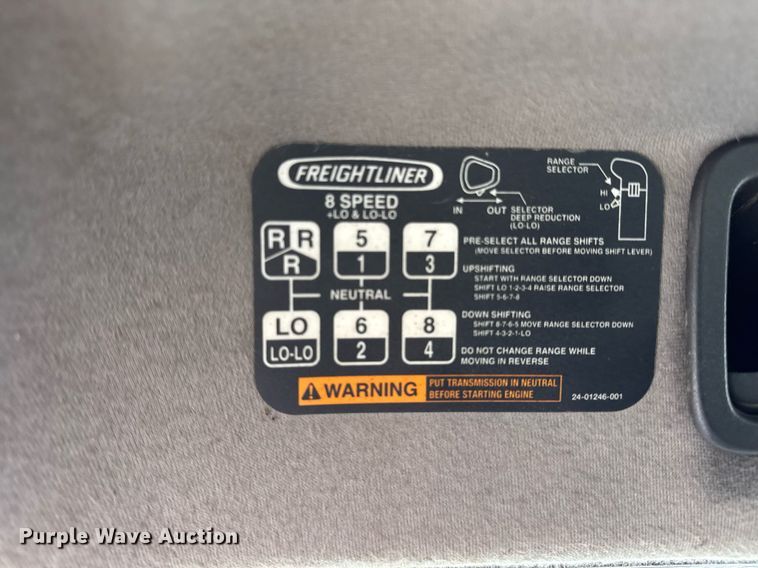 FREIGHTLINER
8 SPEED
+LO & LO-LO
IN OUT
SELECTOR
DEEP REDUCTION
(LO-LO)
RANGE
SELECTOR
HI
LO
R R 5 7
R 1 3
NEUTRAL
LO 6 8
LO-LO 2 4
PRE-SELECT ALL RANGE SHIFTS
(MOVE SELECTOR BEFORE MOVING SHIFT LEVER)
UPSHIFTING
START WITH RANGE SELECTOR DOWN
SHIFT LO 1-2-3-4 RAISE RANGE SELECTOR
SHIFT 5-6-7-8
DOWN SHIFTING
SHIFT 8-7-6-5 MOVE RANGE SELECTOR DOWN
SHIFT 4-3-2-1-LO
DO NOT CHANGE RANGE WHILE
MOVING IN REVERSE
WARNING
PUT TRANSMISSION IN NEUTRAL
BEFORE STARTING ENGINE
24-01246-001
Purple Wave Auction